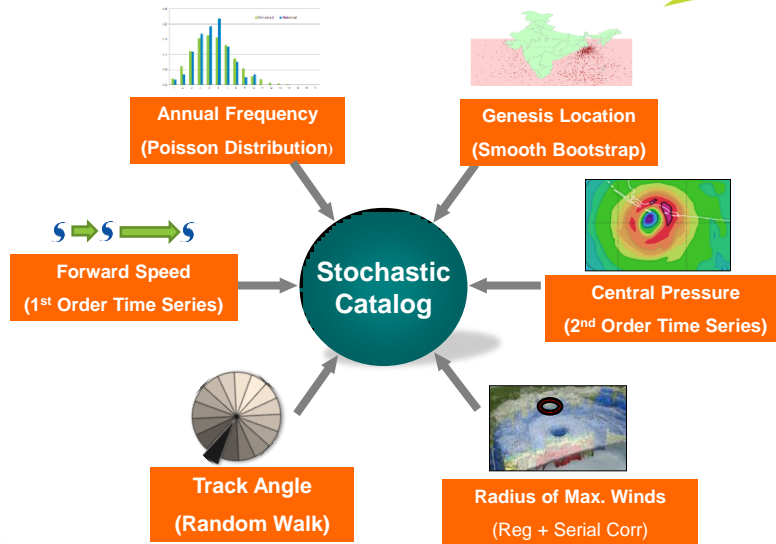 Annual Frequency
(Poisson Distribution)
Genesis Location
(Smooth Bootstrap)
Forward Speed
(1st Order Time Series)
Stochastic
Catalog
Central Pressure
(2nd Order Time Series)
Track Angle
(Random Walk)
Radius of Max. Winds
(Reg + Serial Corr)